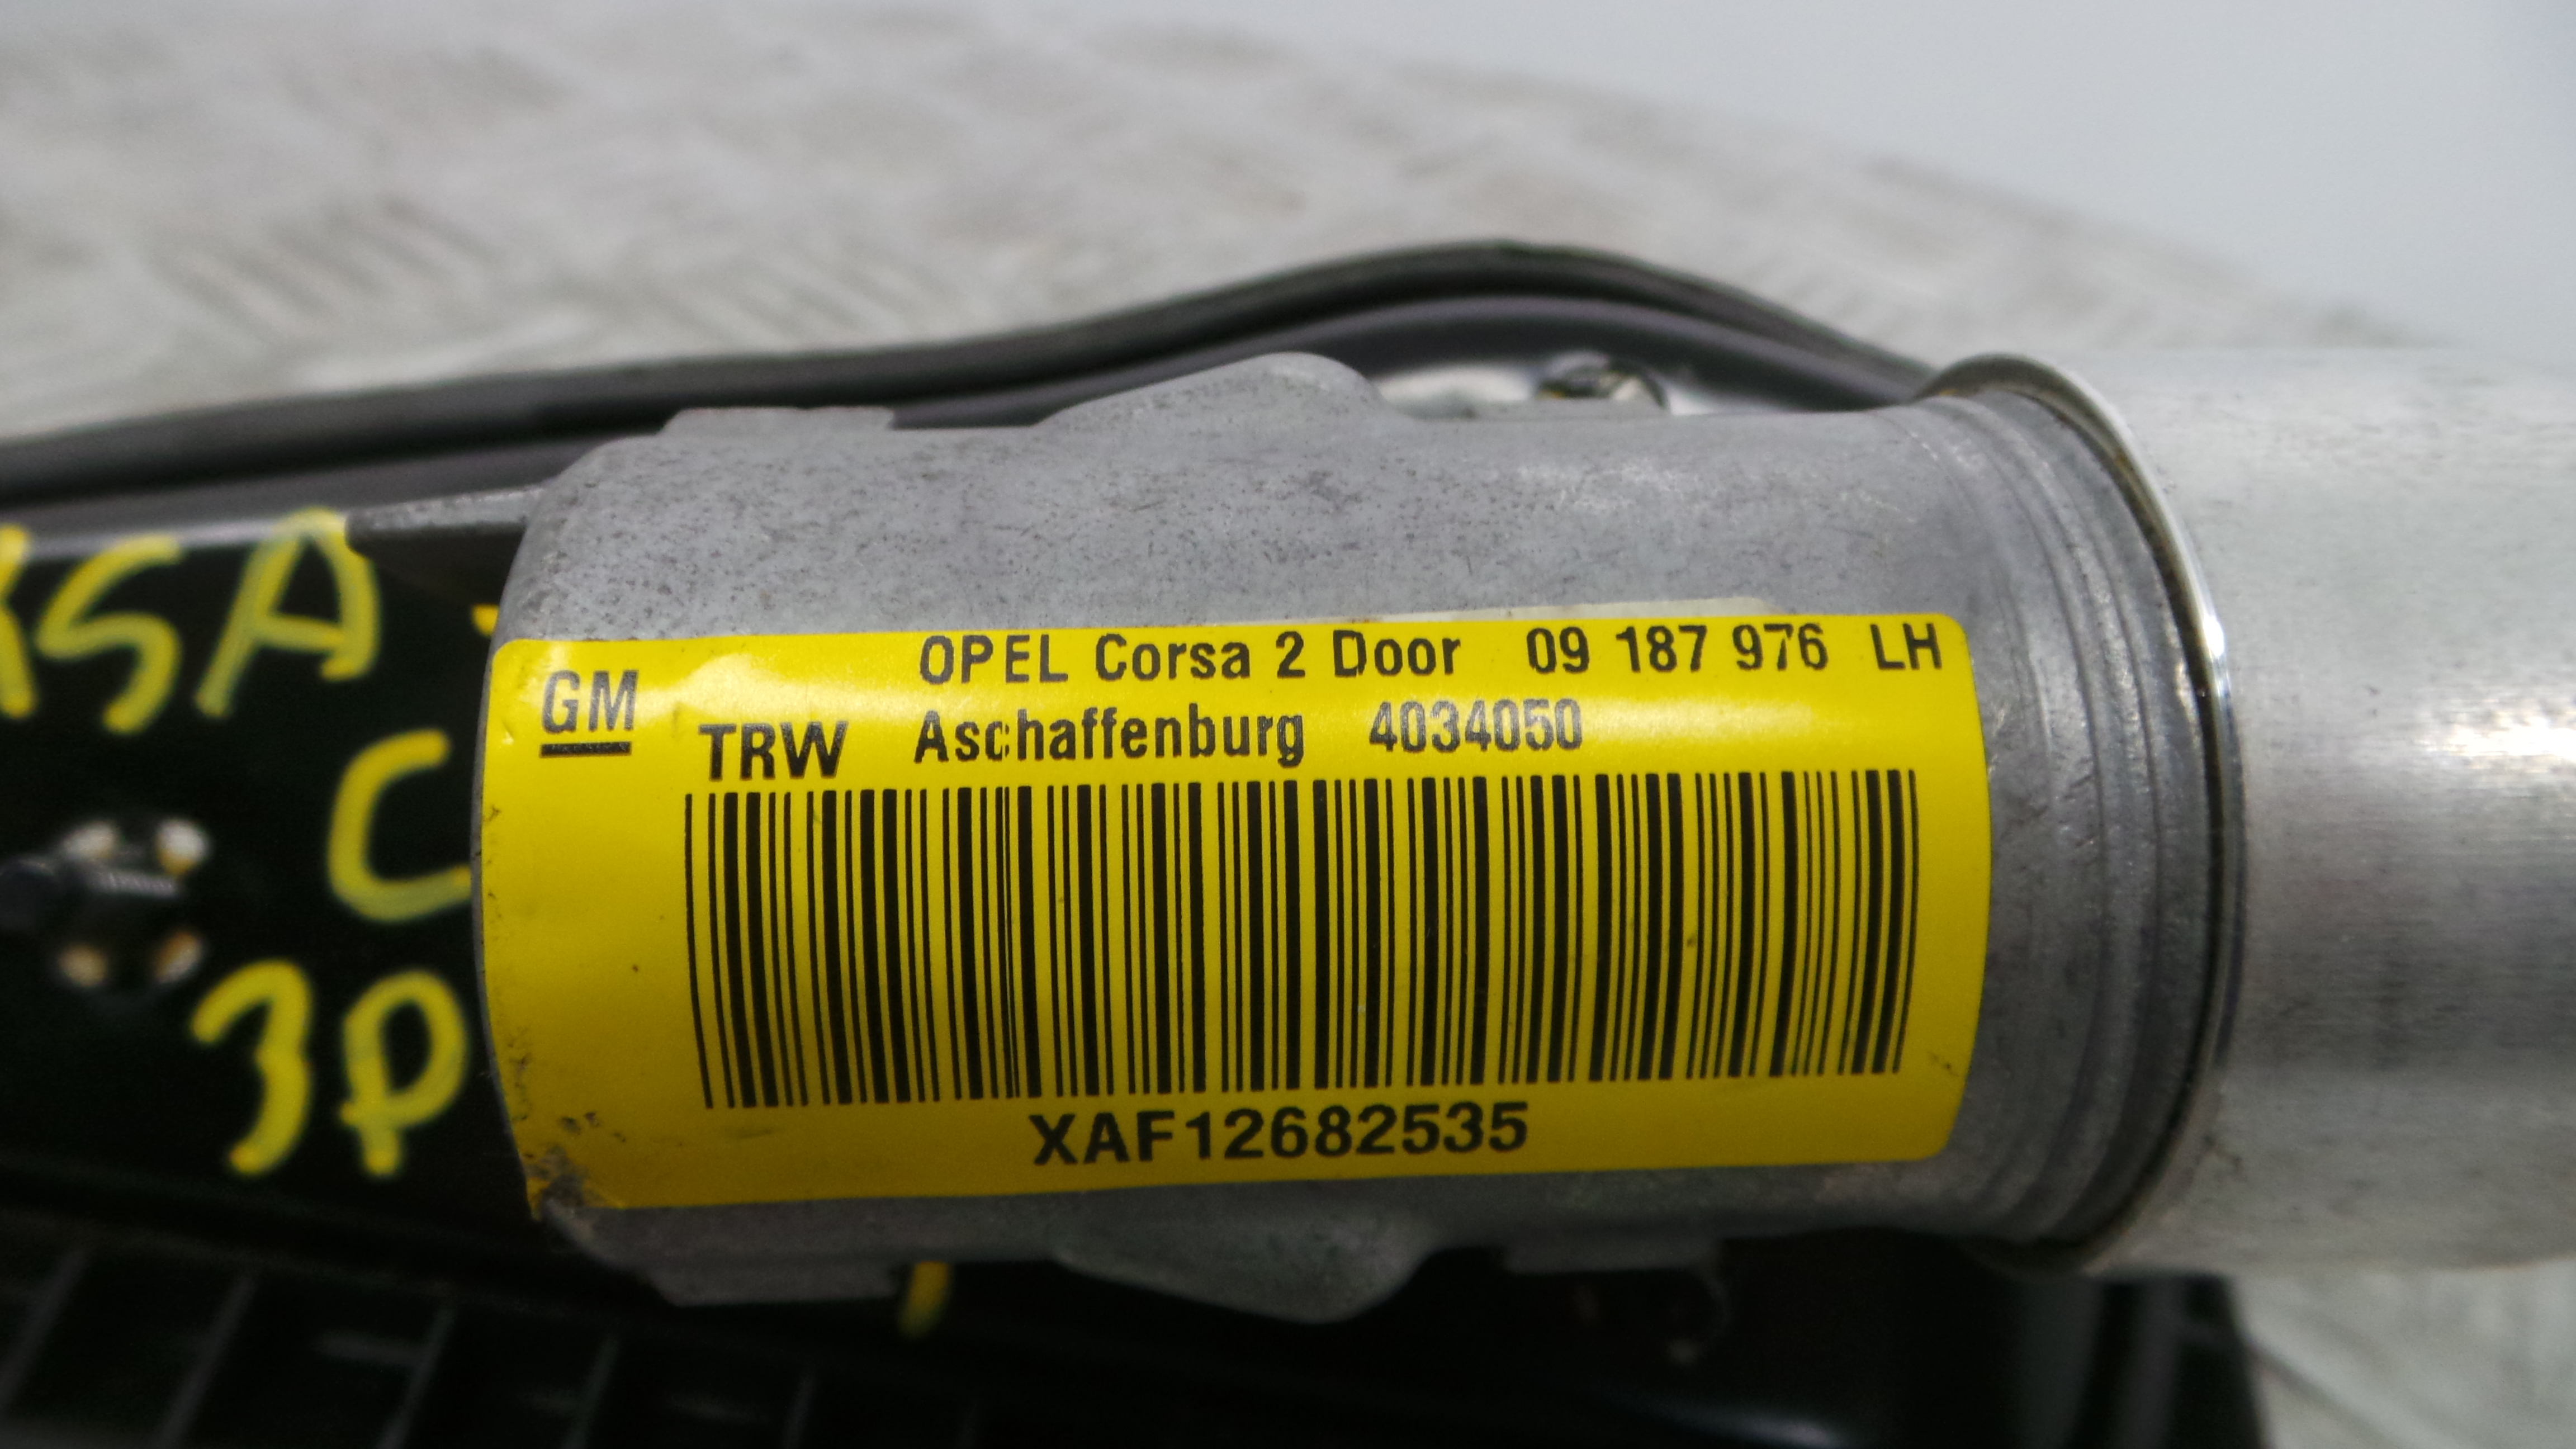 OPEL Corsa 2 Door 09 187 976 LH
GM
TRW Aschaffenburg 4034050
XAF12682535
C
3P